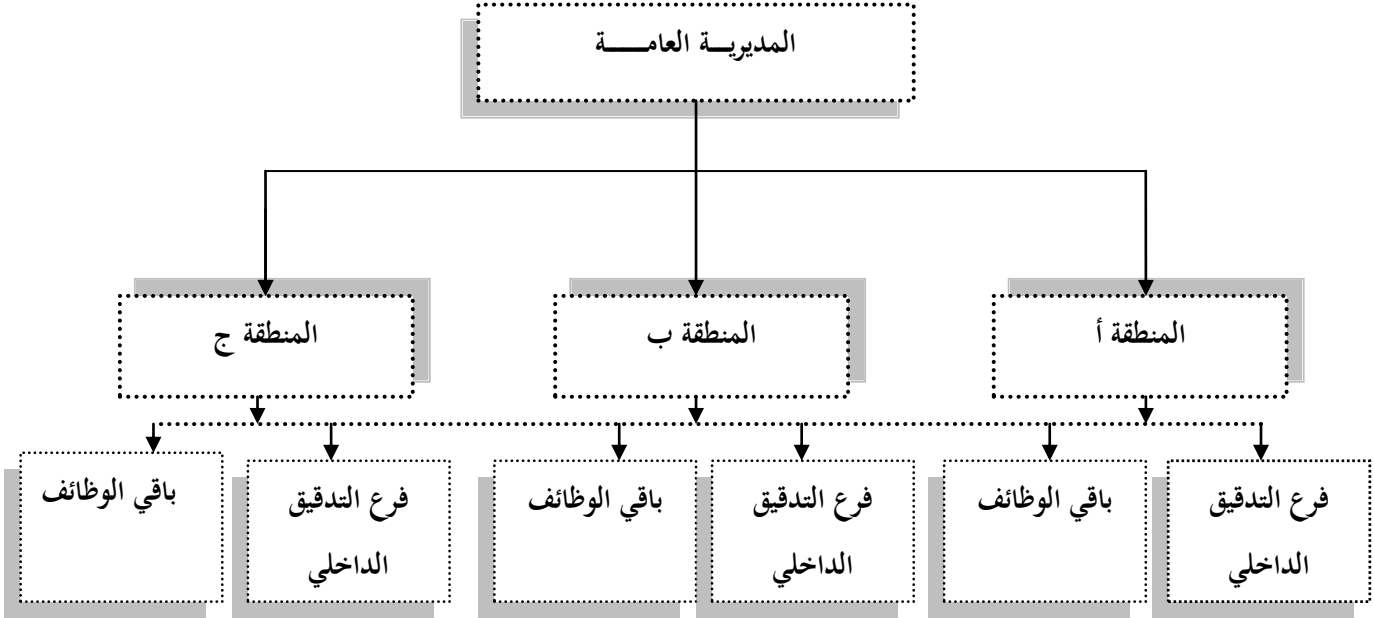 المديريـــة العامـــــــة
المنطقة أ
المنطقة ب
المنطقة ج
فرع التدقيق
الداخلي
باقي الوظائف
فرع التدقيق
الداخلي
باقي الوظائف
فرع التدقيق
الداخلي
باقي الوظائف